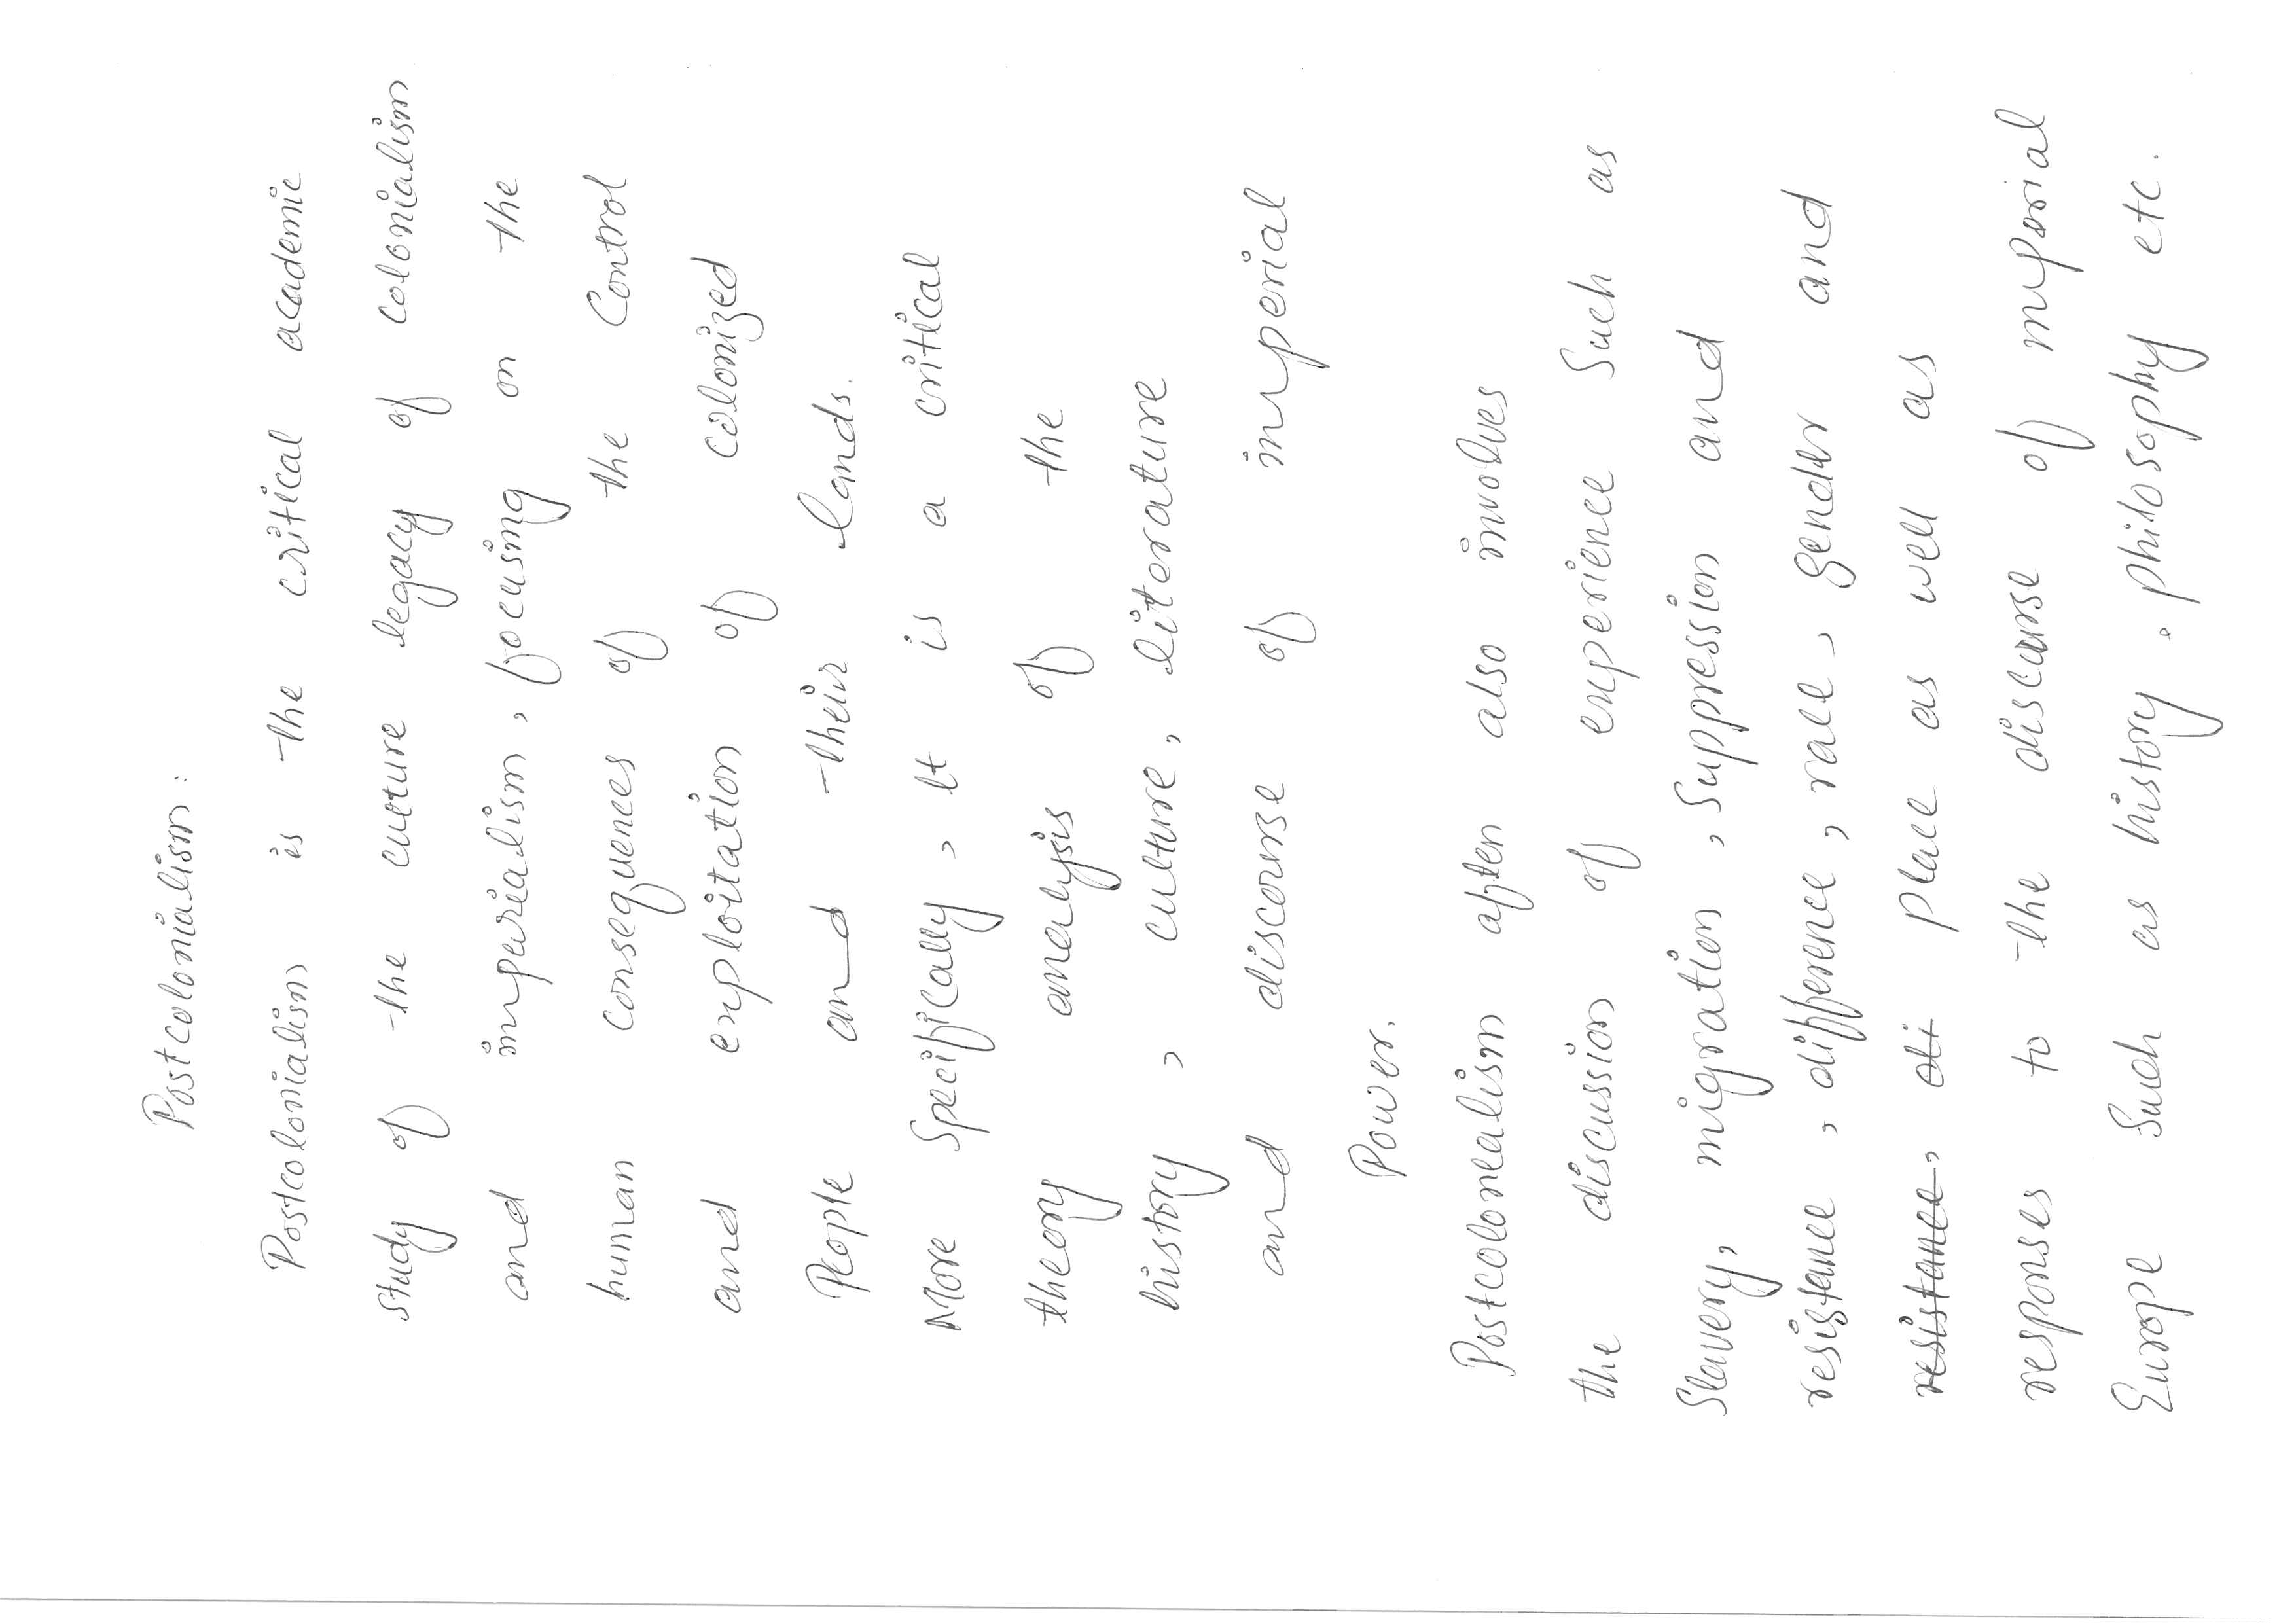 Postcolonialism :
Postcolonialism is the critical academic
study of the culture legacy of colonialism
and imperialism, focusing on the
human consequences of the Control
and exploitation of colonized
People and their lands.
More Specifically, It is a critical
theory analysis of the
history , culture, literature
and discourse of imperial
Power.
Postcolonealism often also involves
the discussion of experience Such as
Slavery, migration , Suppression and
resistance , difference, race, gender and
resistance, di place as well as
responses to the discourse of imperial
Europe Such as history , philosophy etc.